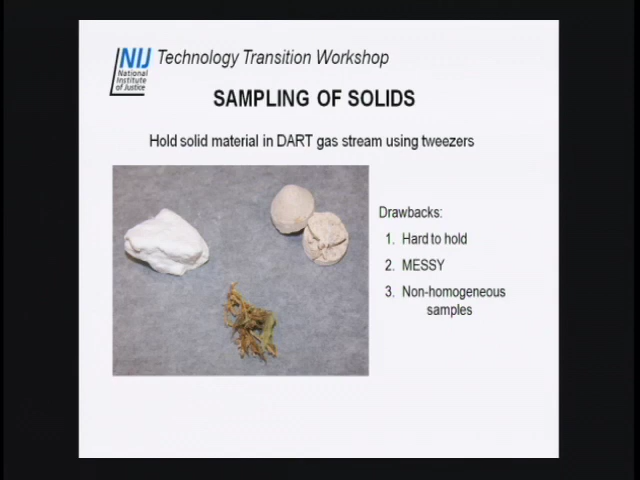 NIJ Technology Transition Workshop
National
Institute
of Justice
SAMPLING OF SOLIDS
Hold solid material in DART gas stream using tweezers
Drawbacks:
1. Hard to hold
2. MESSY
3. Non-homogeneous
samples